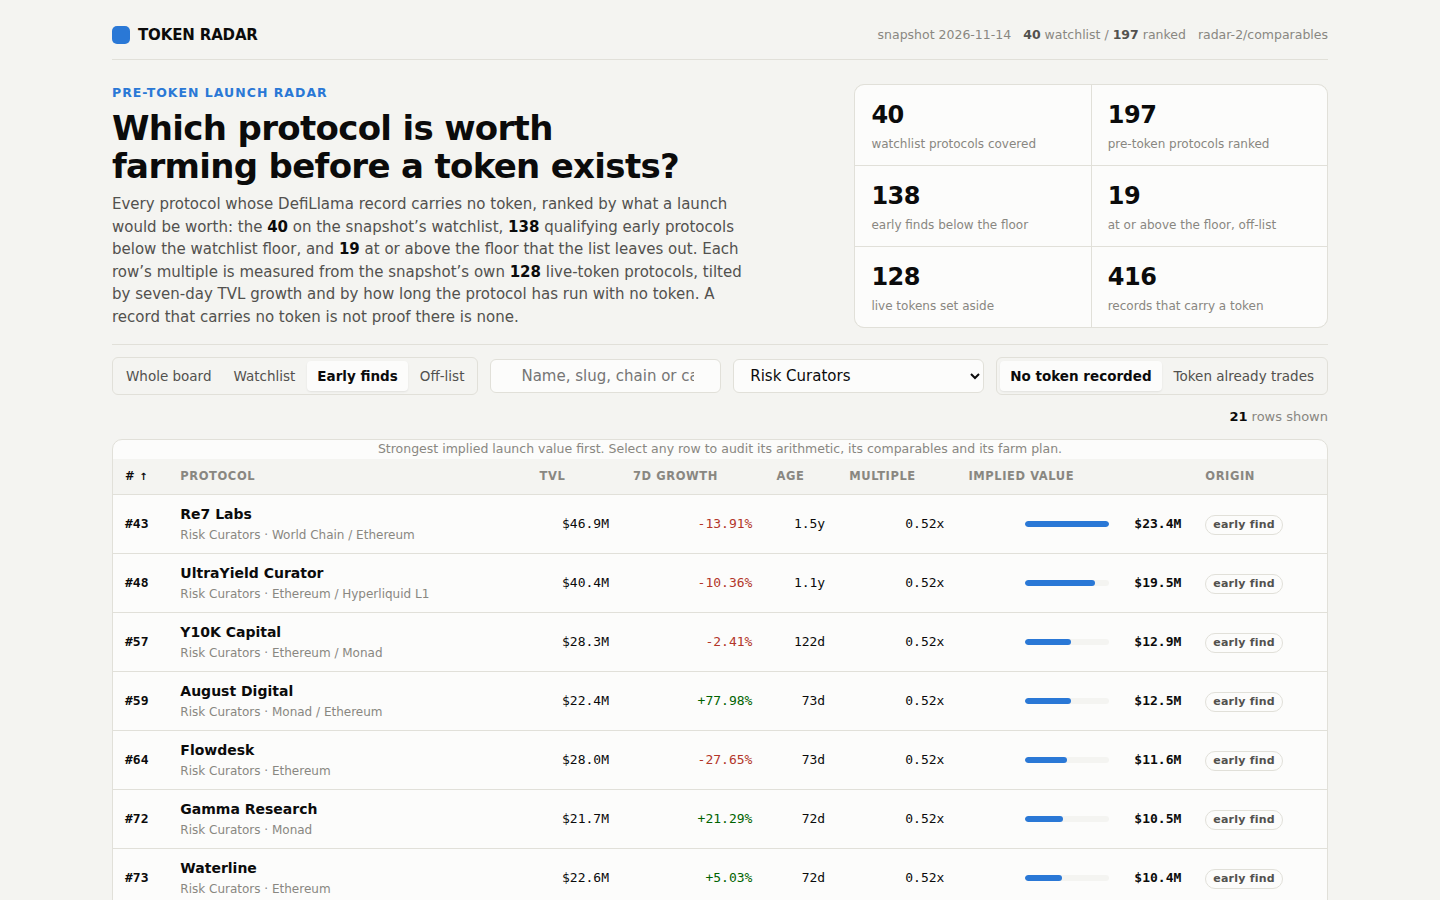 TOKEN RADAR
snapshot 2026-11-14 40 watchlist / 197 ranked radar-2/comparables
PRE-TOKEN LAUNCH RADAR
Which protocol is worth
farming before a token exists?
Every protocol whose DefiLlama record carries no token, ranked by what a launch
would be worth: the 40 on the snapshot’s watchlist, 138 qualifying early protocols
below the watchlist floor, and 19 at or above the floor that the list leaves out. Each
row’s multiple is measured from the snapshot’s own 128 live-token protocols, tilted
by seven-day TVL growth and by how long the protocol has run with no token. A
record that carries no token is not proof there is none.
40
watchlist protocols covered
197
pre-token protocols ranked
138
early finds below the floor
19
at or above the floor, off-list
128
live tokens set aside
416
records that carry a token
Whole board Watchlist Early finds Off-list
Name, slug, chain or ca
Risk Curators
No token recorded Token already trades
21 rows shown
Strongest implied launch value first. Select any row to audit its arithmetic, its comparables and its farm plan.
# ↑ PROTOCOL TVL 7D GROWTH AGE MULTIPLE IMPLIED VALUE ORIGIN
#43 Re7 Labs $46.9M -13.91% 1.5y 0.52x $23.4M early find
Risk Curators · World Chain / Ethereum
#48 UltraYield Curator $40.4M -10.36% 1.1y 0.52x $19.5M early find
Risk Curators · Ethereum / Hyperliquid L1
#57 Y10K Capital $28.3M -2.41% 122d 0.52x $12.9M early find
Risk Curators · Ethereum / Monad
#59 August Digital $22.4M +77.98% 73d 0.52x $12.5M early find
Risk Curators · Monad / Ethereum
#64 Flowdesk $28.0M -27.65% 73d 0.52x $11.6M early find
Risk Curators · Ethereum
#72 Gamma Research $21.7M +21.29% 72d 0.52x $10.5M early find
Risk Curators · Monad
#73 Waterline $22.6M +5.03% 72d 0.52x $10.4M early find
Risk Curators · Ethereum